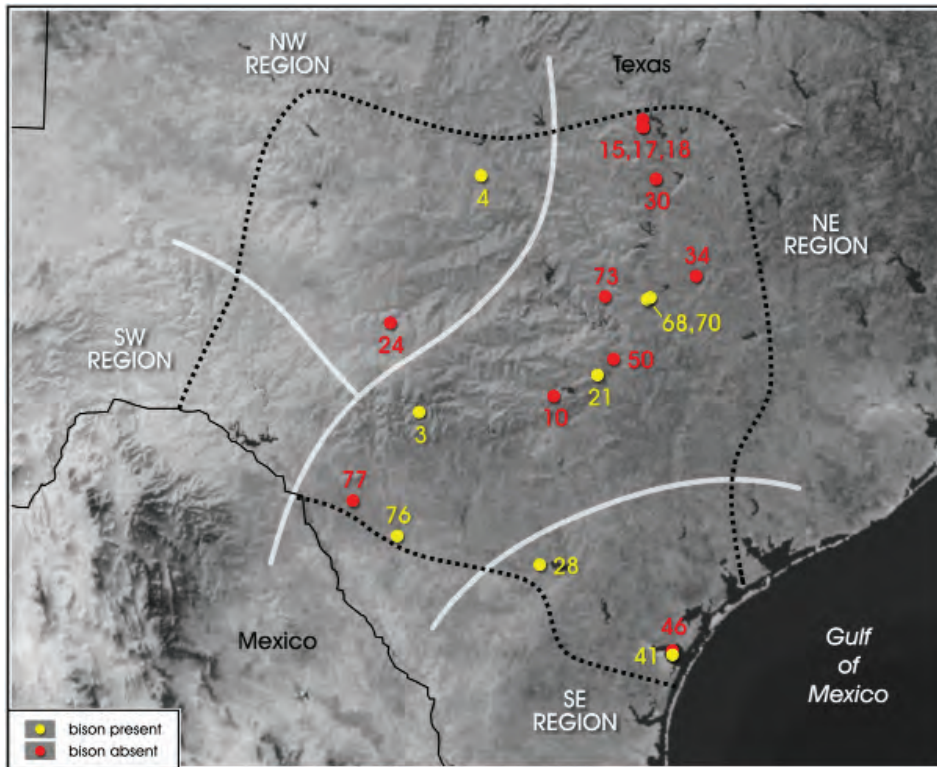 NW
REGION
Texas
15,17,18
4
30
NE
REGION
34
73
68,70
SW
REGION
24
50
21
10
3
77
76
28
46
41
Mexico
Gulf
of
Mexico
SE
REGION
bison present
bison absent